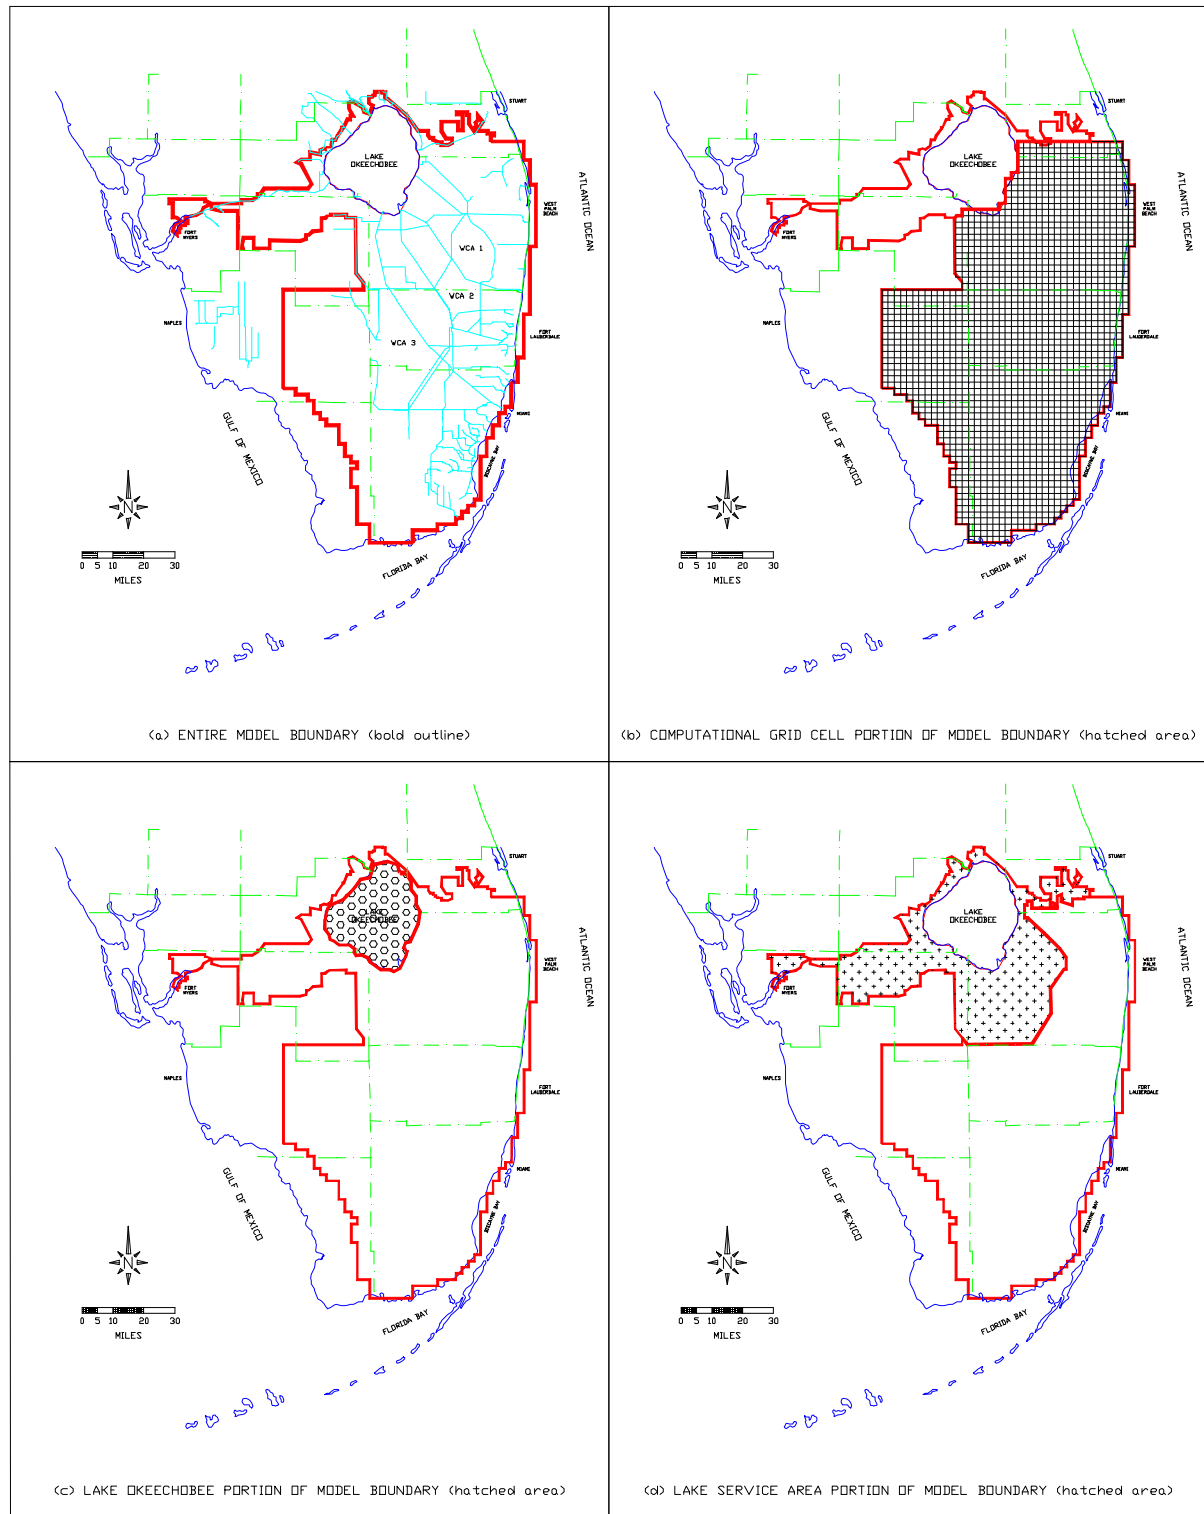 STUART
LAKE
OKEECHOBEE
ATLANTIC OCEAN
WEST
PALM
BEACH
FORT
MYERS
WCA 1
WCA 2
NAPLES
FORT
LAUDERDALE
WCA 3
MIAMI
GULF OF MEXICO
BISCAYNE BAY
N
0 5 10 20 30
MILES
FLORIDA BAY
(a) ENTIRE MODEL BOUNDARY (bold outline)
STUART
LAKE
OKEECHOBEE
ATLANTIC OCEAN
WEST
PALM
BEACH
FORT
MYERS
NAPLES
FORT
LAUDERDALE
MIAMI
GULF OF MEXICO
BISCAYNE BAY
N
0 5 10 20 30
MILES
FLORIDA BAY
(b) COMPUTATIONAL GRID CELL PORTION OF MODEL BOUNDARY (hatched area)
STUART
LAKE
OKEECHOBEE
ATLANTIC OCEAN
WEST
PALM
BEACH
FORT
MYERS
NAPLES
FORT
LAUDERDALE
MIAMI
GULF OF MEXICO
BISCAYNE BAY
N
0 5 10 20 30
MILES
FLORIDA BAY
(c) LAKE OKEECHOBEE PORTION OF MODEL BOUNDARY (hatched area)
STUART
LAKE
OKEECHOBEE
ATLANTIC OCEAN
WEST
PALM
BEACH
FORT
MYERS
NAPLES
FORT
LAUDERDALE
MIAMI
GULF OF MEXICO
BISCAYNE BAY
N
0 5 10 20 30
MILES
FLORIDA BAY
(d) LAKE SERVICE AREA PORTION OF MODEL BOUNDARY (hatched area)